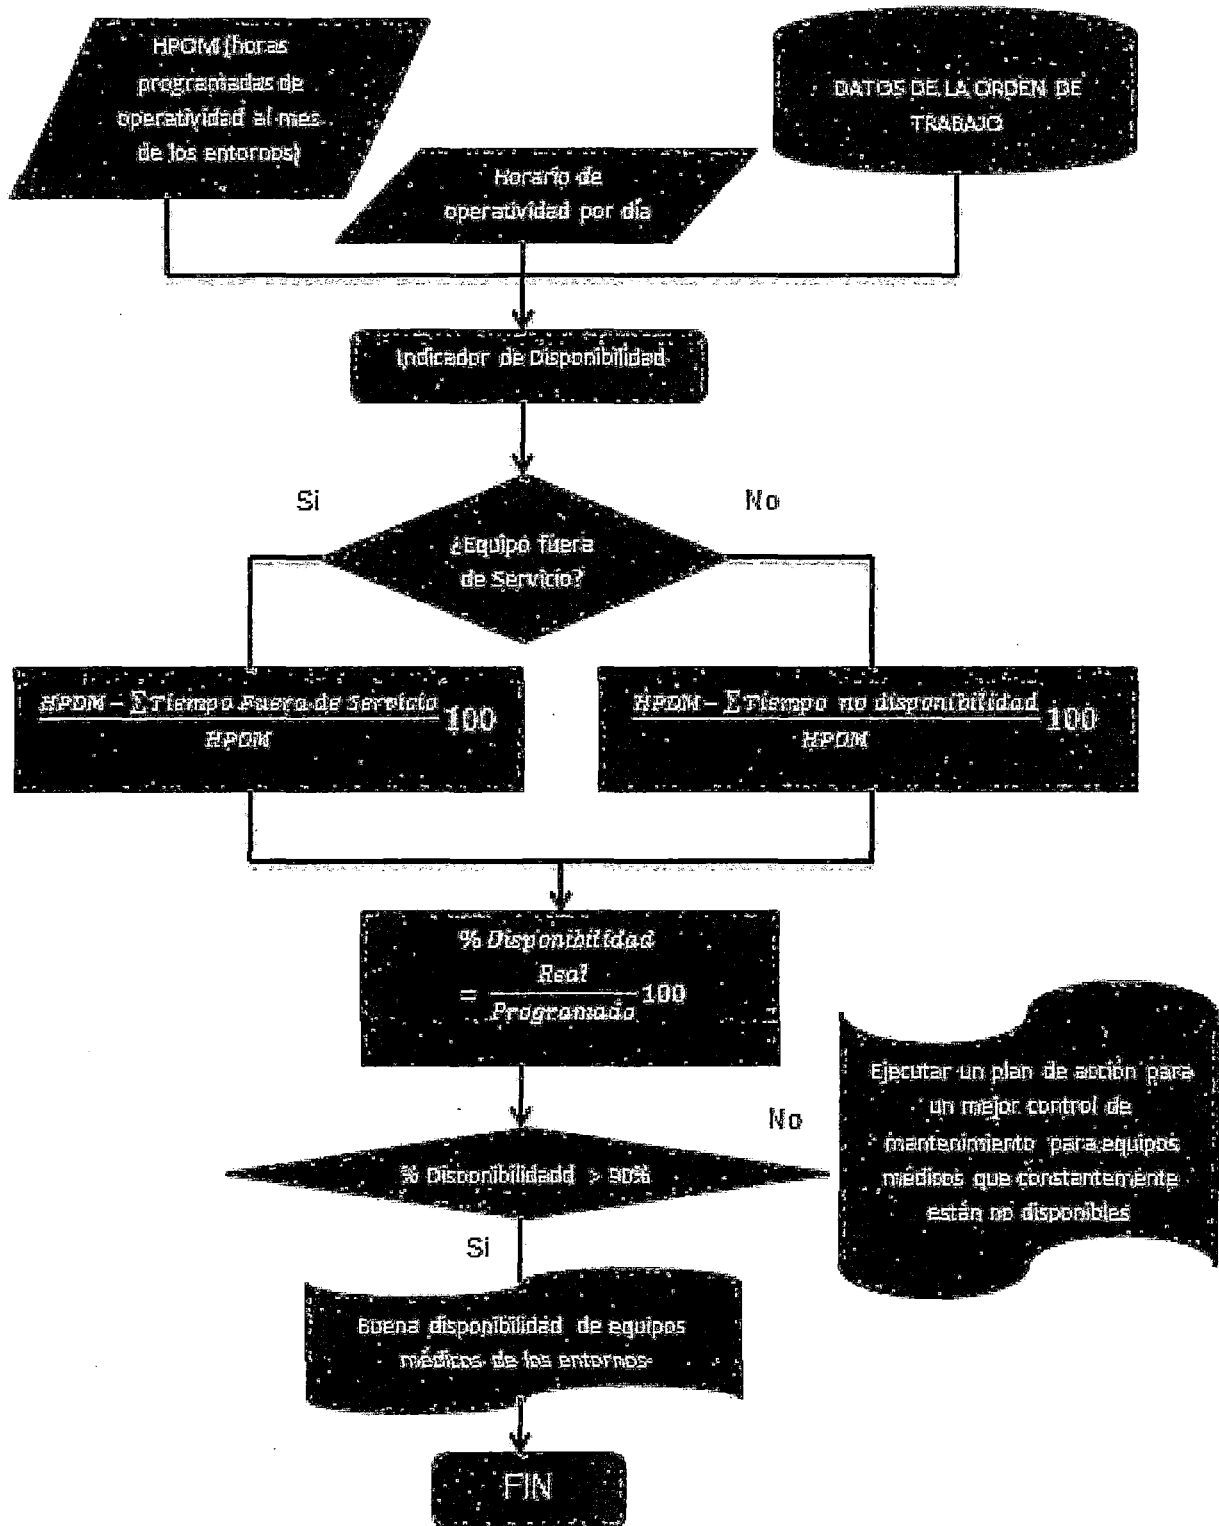 HPOM (horas
programadas de
operatividad al mes
de los entornos)
DATOS DE LA ORDEN DE
TRABAJO
Horario de
operatividad por día
Indicador de Disponibilidad
Si
No
¿Equipo fuera
de Servicio?
HPOM − ∑ Tiempo Fuera de Servicio
HPOM
100
HPOM − ∑ Tiempo no disponibilidad
HPOM
100
% Disponibilidad
Real
= 100
Programado
No
Ejecutar un plan de acción para
un mejor control de
mantenimiento para equipos
médicos que constantemente
están no disponibles
% Disponibilidadd > 90%
Si
Buena disponibilidad de equipos
médicos de los entornos
FIN